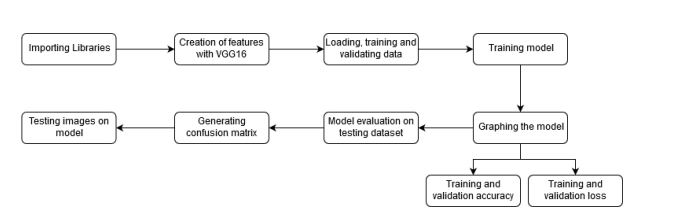 Importing Libraries
Creation of features
with VGG16
Loading, training and
validating data
Training model
Testing images on
model
Generating
confusion matrix
Model evaluation on
testing dataset
Graphing the model
Training and
validation accuracy
Training and
validation loss